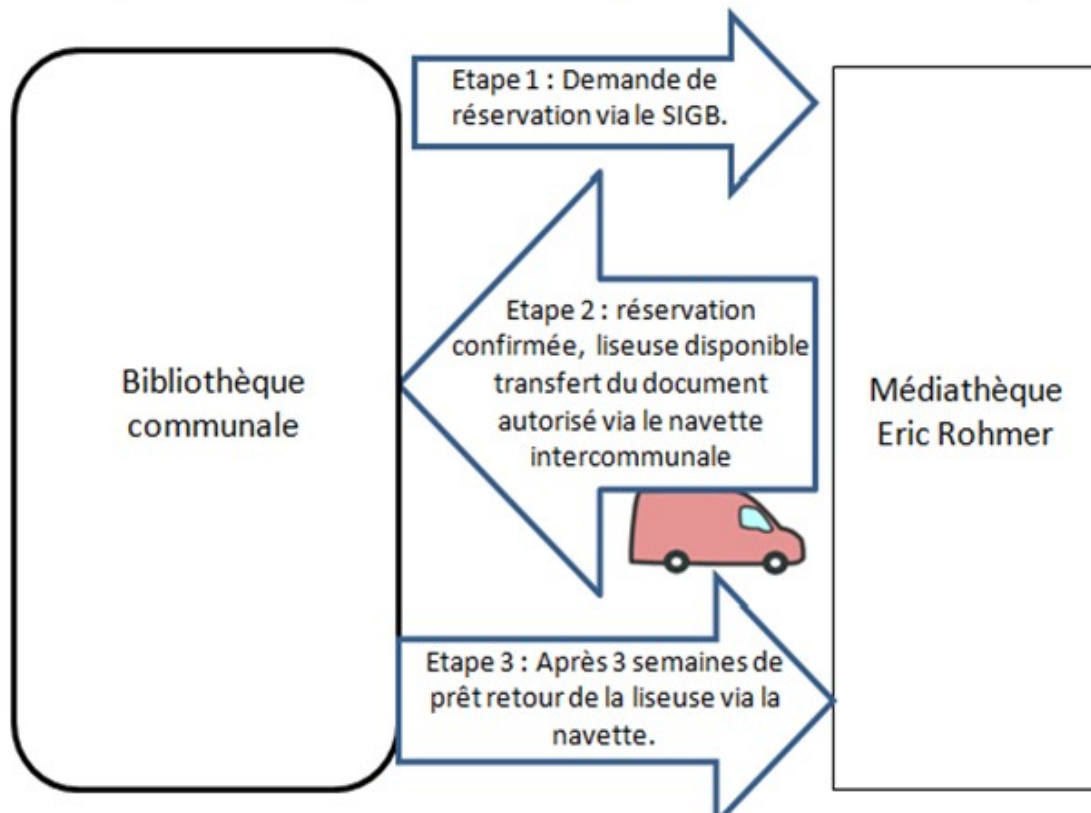 Etape 1 : Demande de
réservation via le SIGB.
Etape 2 : réservation
confirmée, liseuse disponible
transfert du document
autorisé via le navette
intercommunale
Bibliothèque
communale
Médiathèque
Eric Rohmer
Etape 3 : Après 3 semaines de
prêt retour de la liseuse via la
navette.